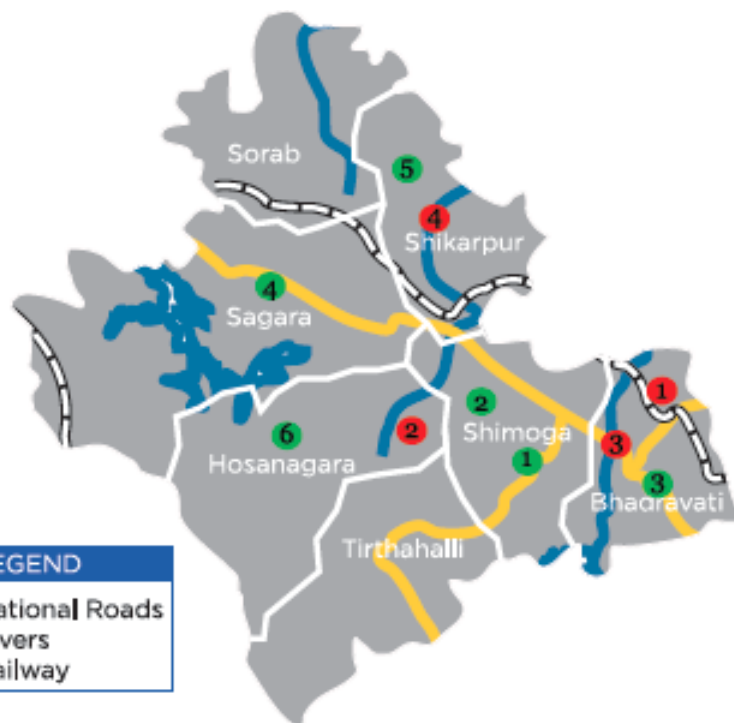 Sorab
5
4
Shikarpur
4
Sagara
1
2
2
Shimoga
3
6
Hosanagara
1
3
Bhadravati
Tirthahalli
EGEND
ational Roads
vers
ailway